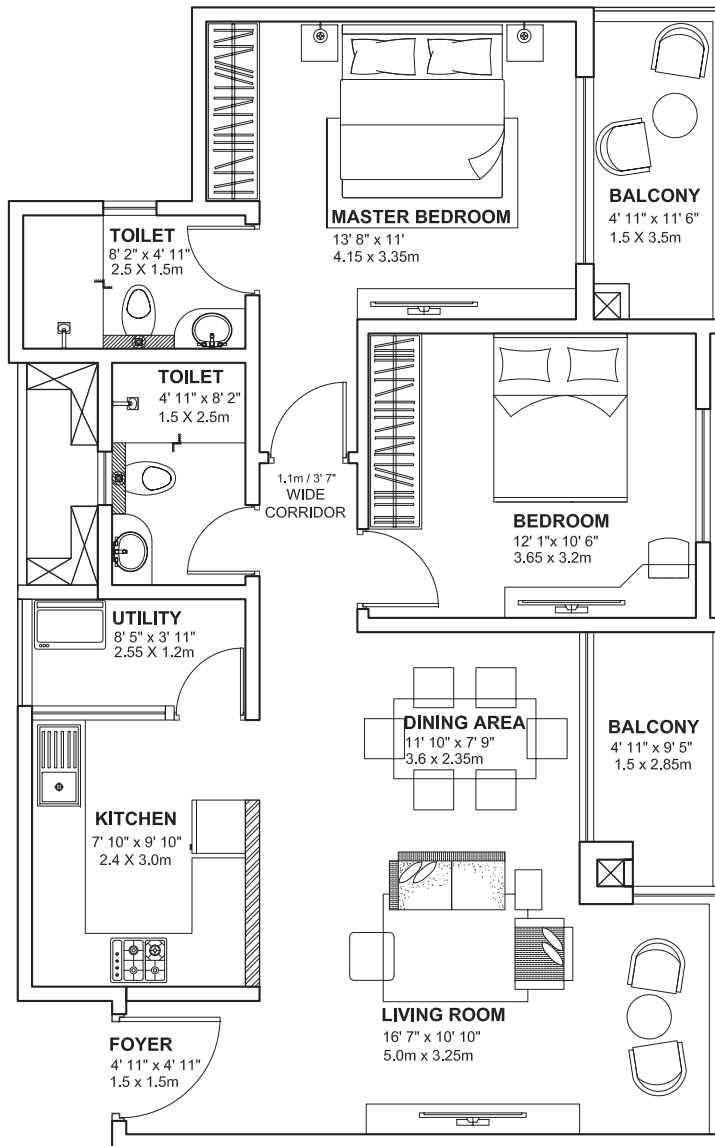 BALCONY
4' 11" x 11' 6"
1.5 X 3.5m
MASTER BEDROOM
13' 8" x 11'
4.15 x 3.35m
TOILET
8' 2" x 4' 11"
2.5 X 1.5m
TOILET
4' 11" x 8' 2"
1.5 X 2.5m
1.1m / 3' 7"
WIDE
CORRIDOR
BEDROOM
12' 1"x 10' 6"
3.65 x 3.2m
UTILITY
8' 5" x 3' 11"
2.55 X 1.2m
DINING AREA
11' 10" x 7' 9"
3.6 x 2.35m
BALCONY
4' 11" x 9' 5"
1.5 x 2.85m
KITCHEN
7' 10" x 9' 10"
2.4 X 3.0m
LIVING ROOM
16' 7" x 10' 10"
5.0m x 3.25m
FOYER
4' 11" x 4' 11"
1.5 x 1.5m